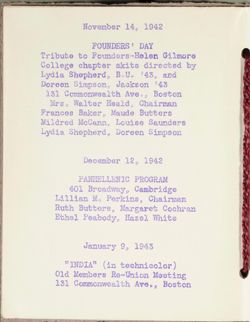 November 14, 1942
FOUNDERS' DAY
Tribute to Founders-Helen Gilmore
College chapter skits directed by
Lydia Shepherd, B.U. '43, and
Doreen Simpson, Jackson '43
131 Commonwealth Ave., Boston
Mrs. Walter Heald, Chairman
Frances Baker, Maude Butters
Mildred McCann, Louise Saunders
Lydia Shepherd, Doreen Simpson
December 12, 1942
PANHELLENIC PROGRAM
601 Broadway, Cambridge
Lillian M. Perkins, Chairman
Ruth Buttors, Margaret Cochran
Ethel Peabody, Hazel White
January 9, 1943
"INDIA" (in technicolor)
Old Members Re-Union Meeting
131 Commonwealth Ave., Boston